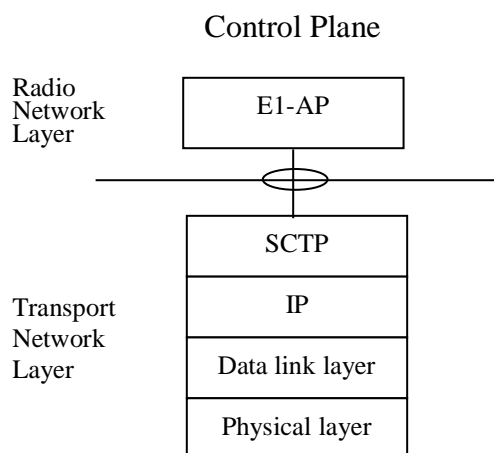 Control Plane
Radio
Network
Layer
E1-AP
SCTP
IP
Transport
Network
Layer
Data link layer
Physical layer